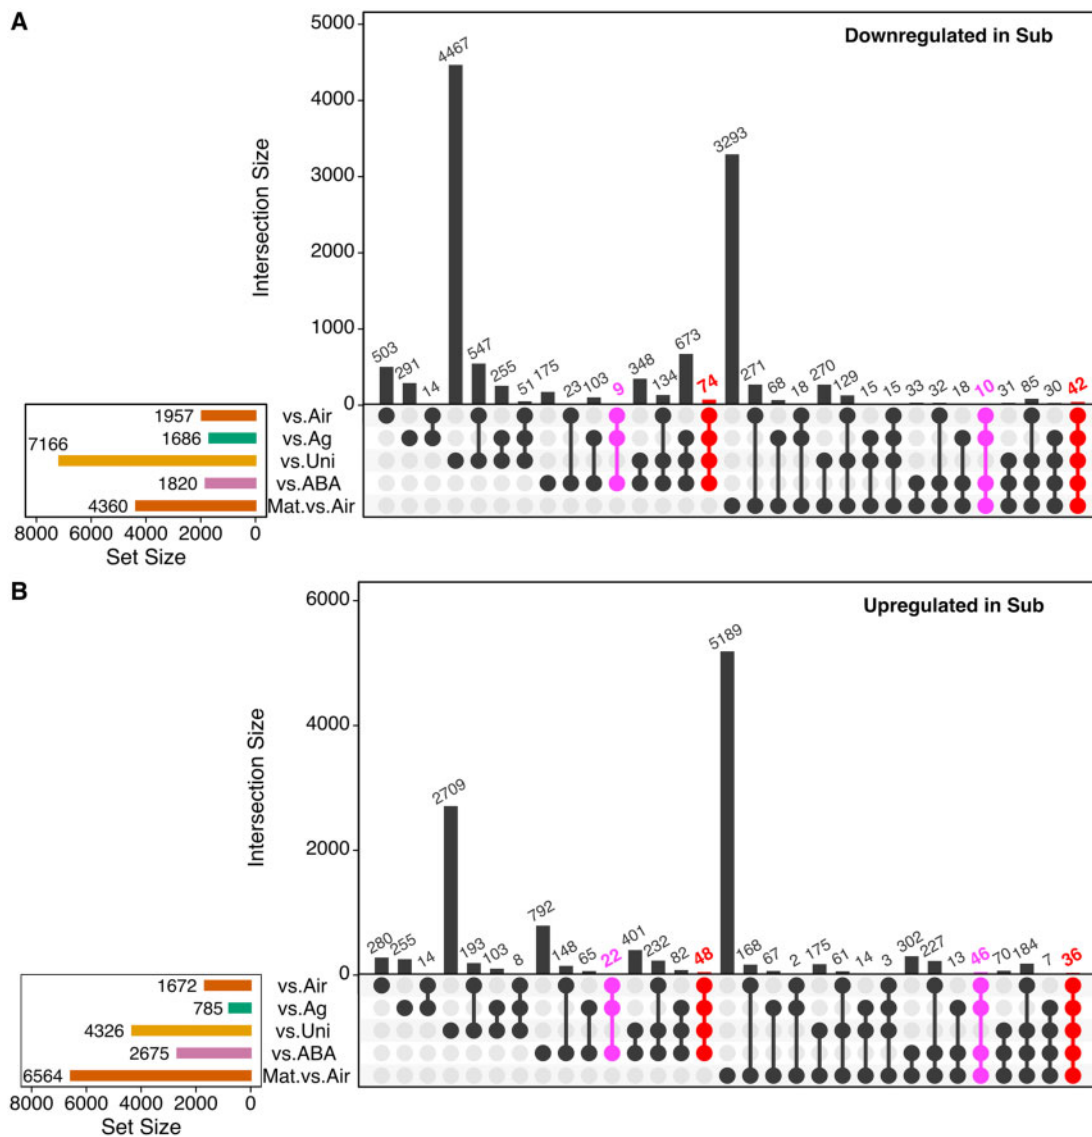 A
Downregulated in Sub
Intersection Size
5000
4000
3000
2000
1000
0
503 291 14 4467 547 255 51 175 23 103 9 348 134 673 74 3293 271 68 18 270 129 15 15 33 32 18 10 31 85 30 42
1957 vs.Air
1686 vs.Ag
7166 vs.Uni
1820 vs.ABA
4360 Mat.vs.Air
8000 6000 4000 2000 0
Set Size
B
Upregulated in Sub
Intersection Size
6000
4000
2000
0
280 255 14 2709 193 103 8 792 148 65 22 401 232 82 48 5189 168 67 2 175 61 14 3 302 227 13 46 70 184 7 36
1672 vs.Air
785 vs.Ag
4326 vs.Uni
2675 vs.ABA
6564 Mat.vs.Air
8000 6000 4000 2000 0
Set Size